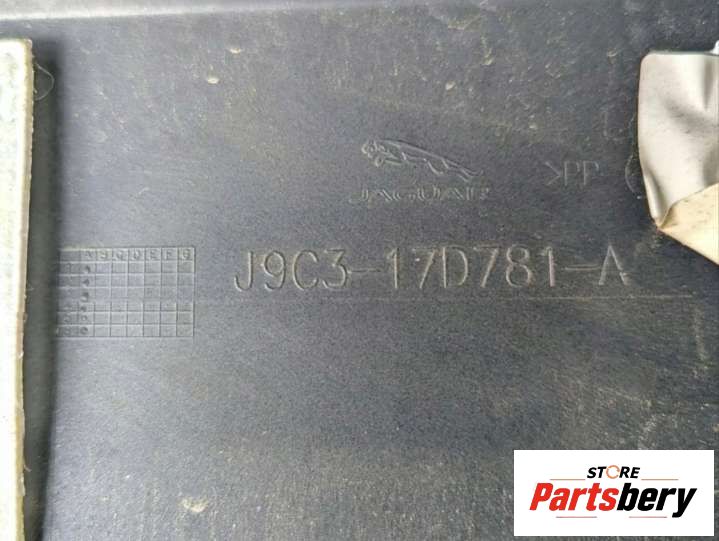 >PP
JAGUAR
A B C D E F G
J9C3-17D781-A
STORE
Partsbery